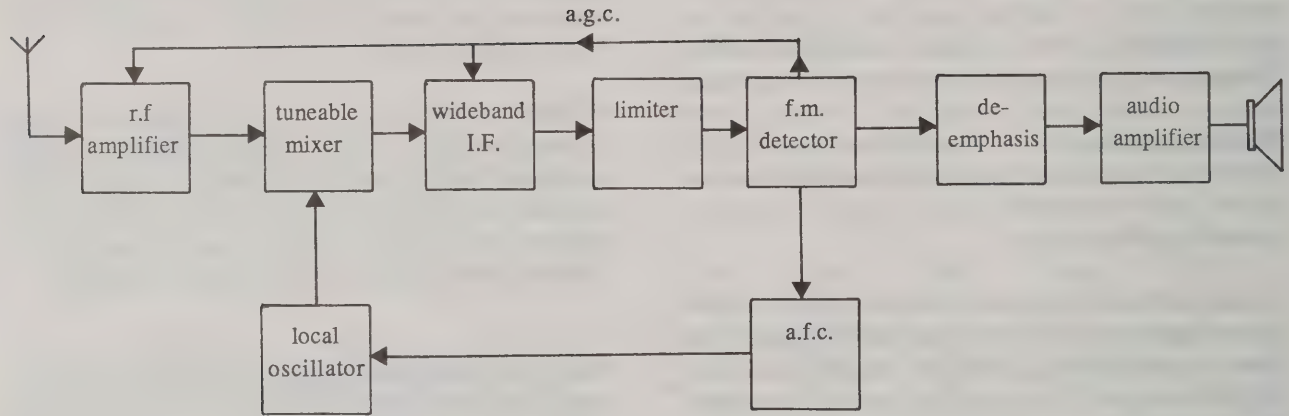 a.g.c.
r.f
amplifier
tuneable
mixer
wideband
I.F.
limiter
f.m.
detector
de-
emphasis
audio
amplifier
local
oscillator
a.f.c.